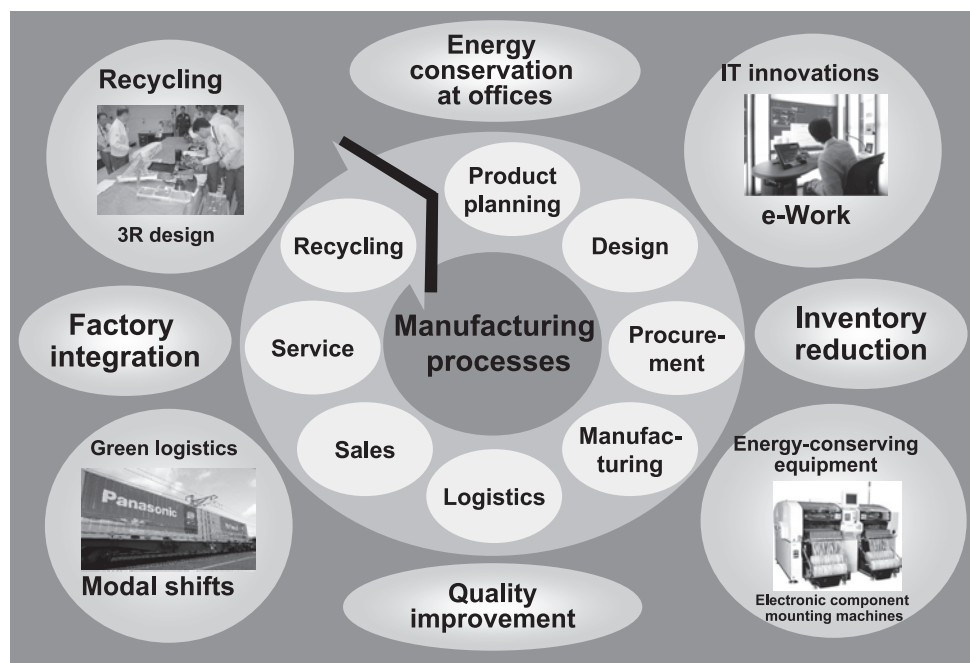 Energy
conservation
at offices
Recycling
3R design
IT innovations
e-Work
Factory
integration
Inventory
reduction
Green logistics
Panasonic
Modal shifts
Energy-conserving
equipment
Electronic component
mounting machines
Quality
improvement
Manufacturing
processes
Product
planning
Design
Procure-
ment
Manufac-
turing
Logistics
Sales
Service
Recycling